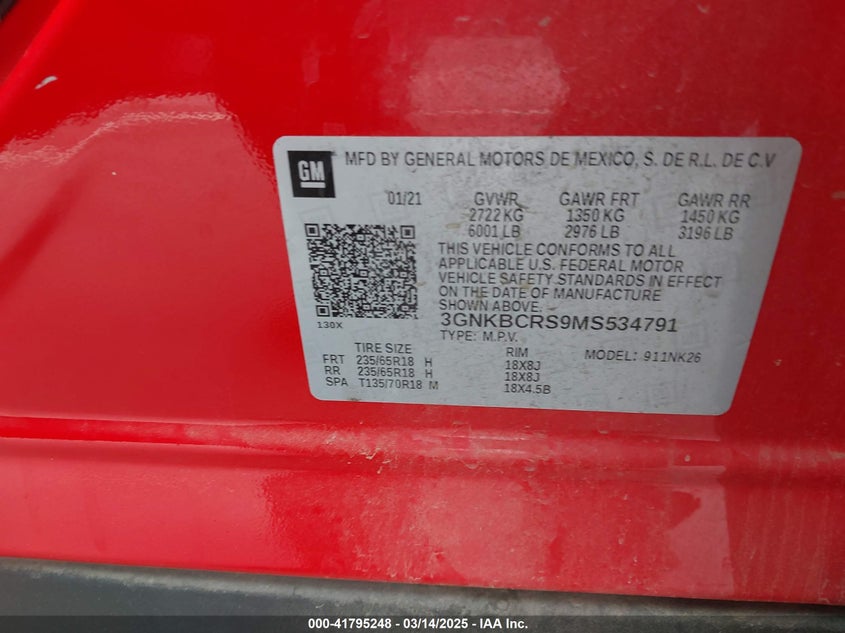 GM
MFD BY GENERAL MOTORS DE MEXICO, S. DE R.L. DE C.V
01/21 GVWR GAWR FRT GAWR RR
2722 KG 1350 KG 1450 KG
6001 LB 2976 LB 3196 LB
THIS VEHICLE CONFORMS TO ALL
APPLICABLE U.S. FEDERAL MOTOR
VEHICLE SAFETY STANDARDS IN EFFECT
ON THE DATE OF MANUFACTURE
SHOWN ABOVE.
130X
3GNKBCRS9MS534791
TYPE: M.P.V. MODEL: 911NK26
TIRE SIZE RIM
FRT 235/65R18 H 18X8J
RR 235/65R18 H 18X8J
SPA T135/70R18 M 18X4.5B
000-41795248 - 03/14/2025 - IAAI.com